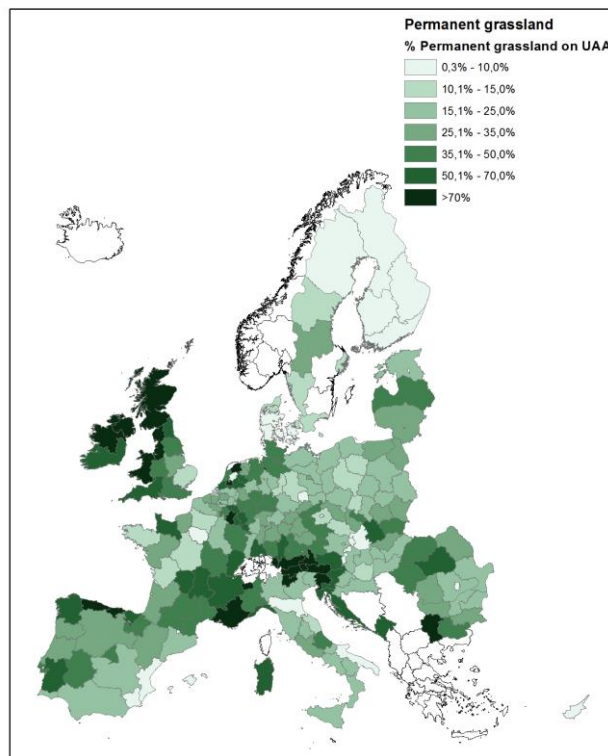 Permanent grassland
% Permanent grassland on UAA
0,3% - 10,0%
10,1% - 15,0%
15,1% - 25,0%
25,1% - 35,0%
35,1% - 50,0%
50,1% - 70,0%
>70%